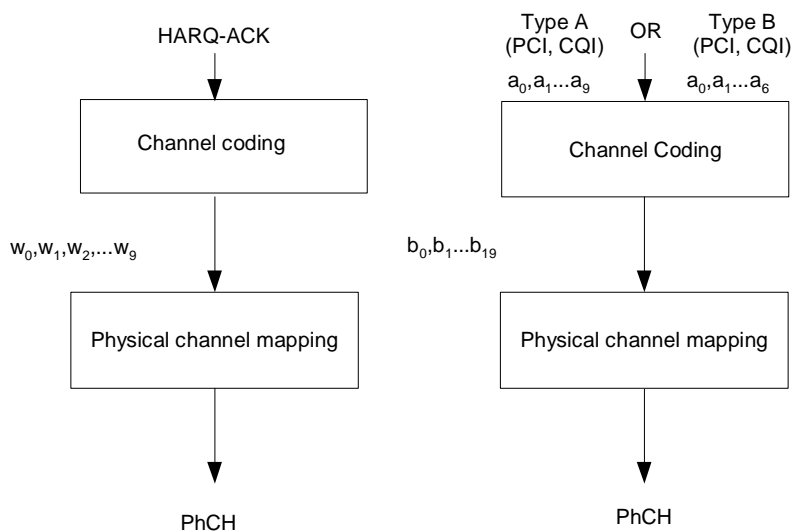 HARQ-ACK
Channel coding
w0,w1,w2,...w9
Physical channel mapping
PhCH
Type A
(PCI, CQI)
OR
Type B
(PCI, CQI)
a0,a1...a9
a0,a1...a6
Channel Coding
b0,b1...b19
Physical channel mapping
PhCH